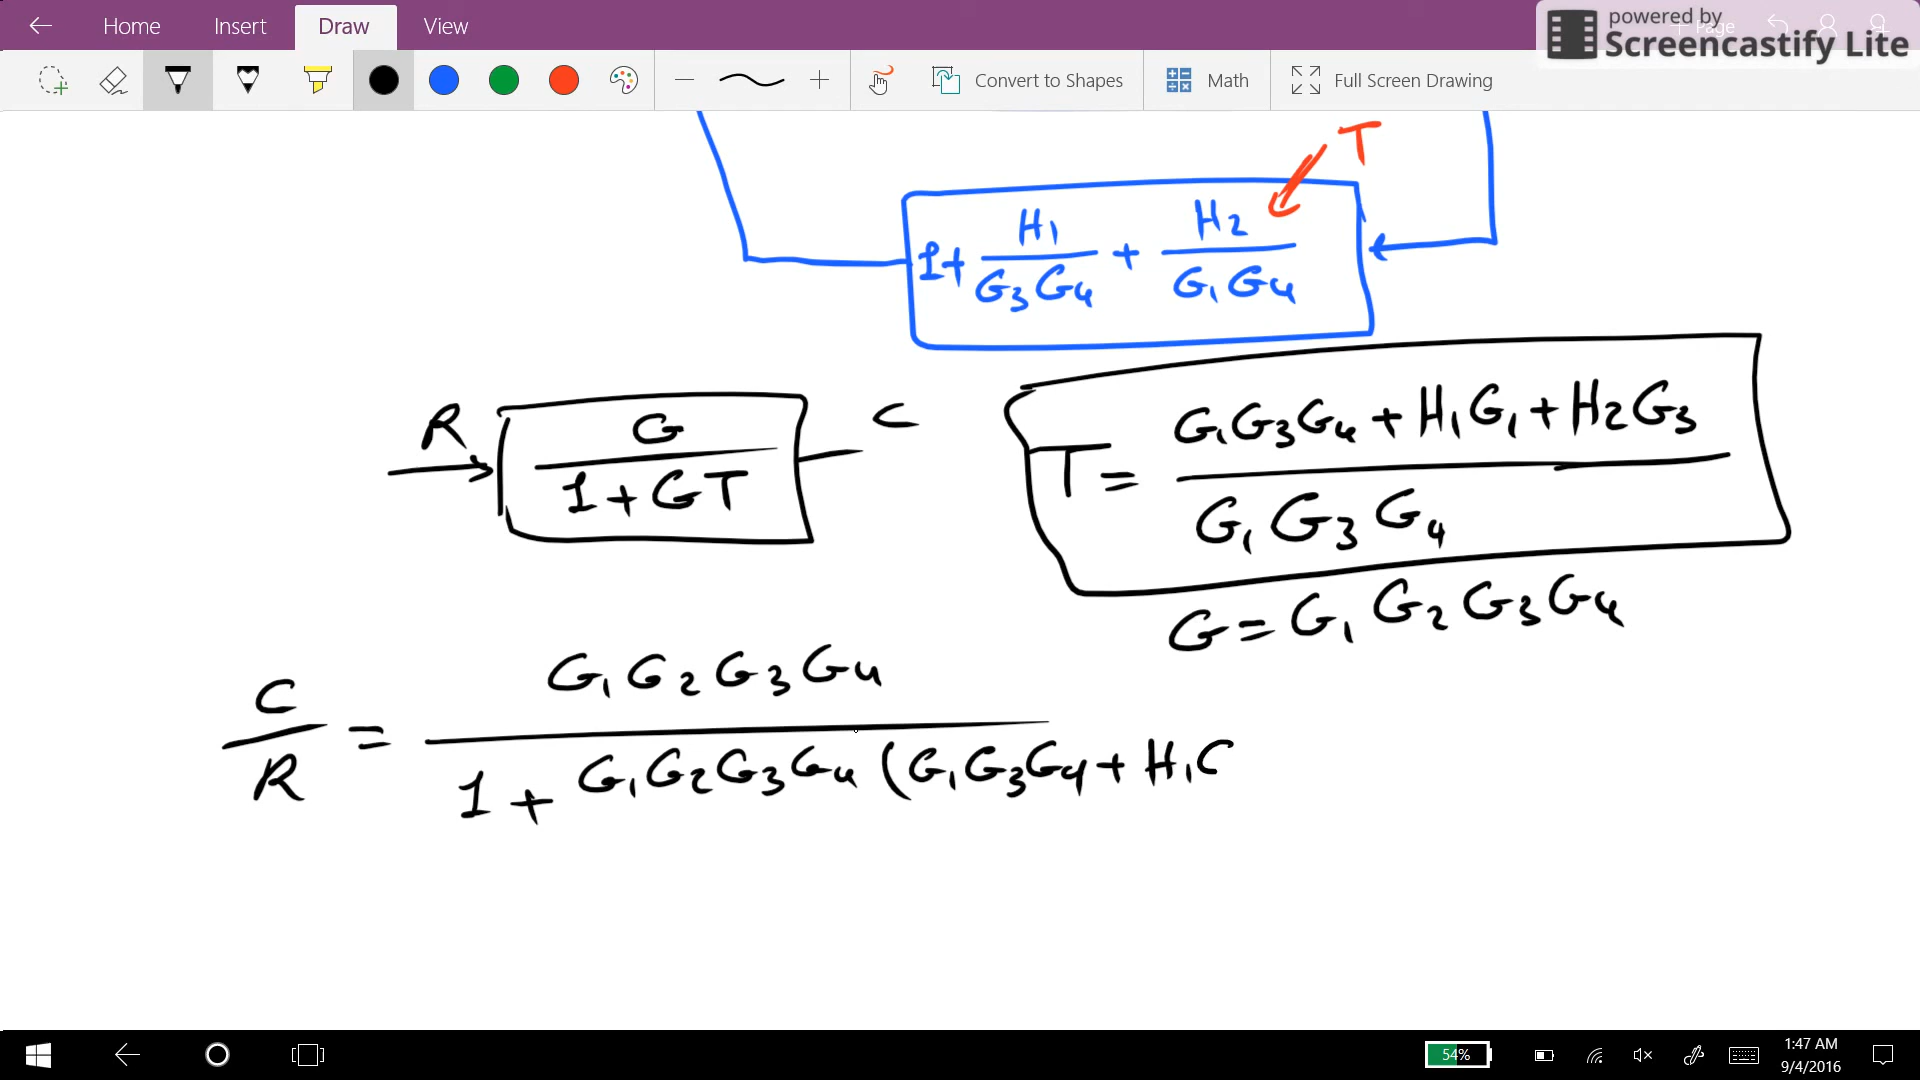 Home Insert Draw View
powered by
Screencastify Lite
Page
Convert to Shapes Math Full Screen Drawing
T
1+ H1/G3G4 + H2/G1G4
R G/1+GT C
T = G1G3G4+H1G1+H2G3/G1G3G4
G=G1G2G3G4
C/R = G1G2G3G4/1+G1G2G3G4(G1G3G4+H1C
54%
1:47 AM
9/4/2016